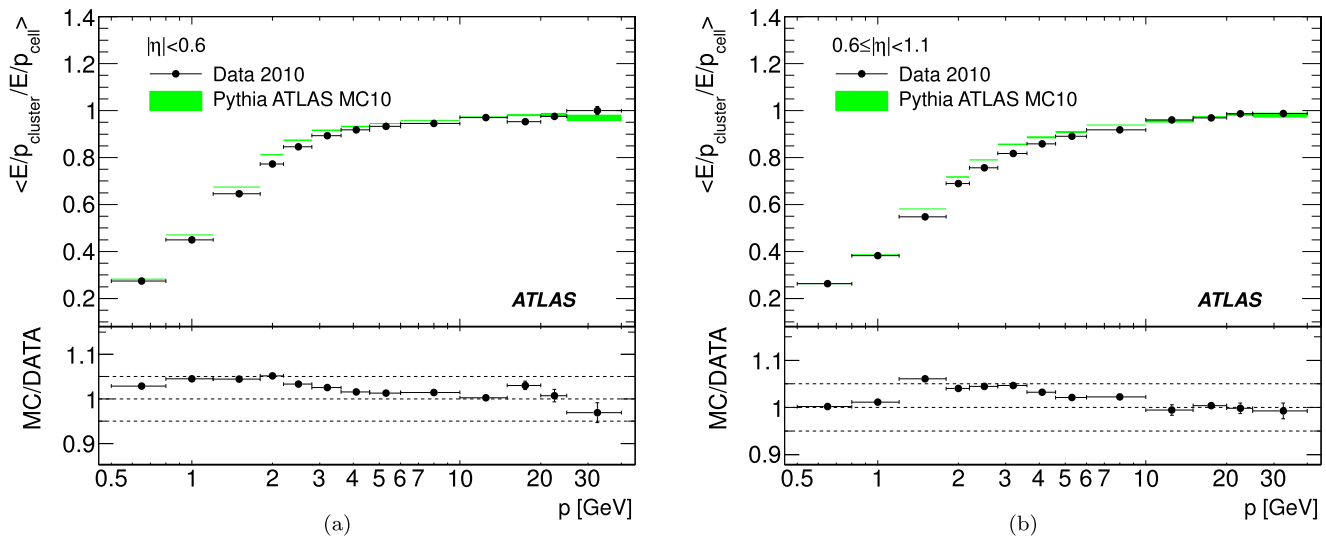 <E/p_cluster/E/p_cell>
1.4
1.2
1
0.8
0.6
0.4
0.2
|η|<0.6
Data 2010
Pythia ATLAS MC10
ATLAS
MC/DATA
1.1
1
0.9
0.5 1 2 3 4 5 6 7 10 20 30
p [GeV]
(a)
<E/p_cluster/E/p_cell>
1.4
1.2
1
0.8
0.6
0.4
0.2
0.6≤|η|<1.1
Data 2010
Pythia ATLAS MC10
ATLAS
MC/DATA
1.1
1
0.9
0.5 1 2 3 4 5 6 7 10 20 30
p [GeV]
(b)